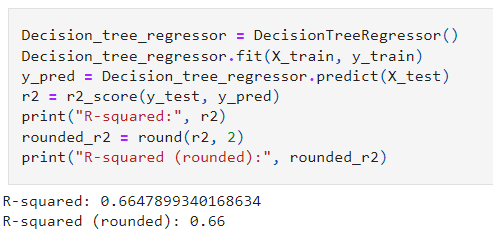 Decision_tree_regressor = DecisionTreeRegressor()
Decision_tree_regressor.fit(X_train, y_train)
y_pred = Decision_tree_regressor.predict(X_test)
r2 = r2_score(y_test, y_pred)
print("R-squared:", r2)
rounded_r2 = round(r2, 2)
print("R-squared (rounded):", rounded_r2)
R-squared: 0.6647899340168634
R-squared (rounded): 0.66